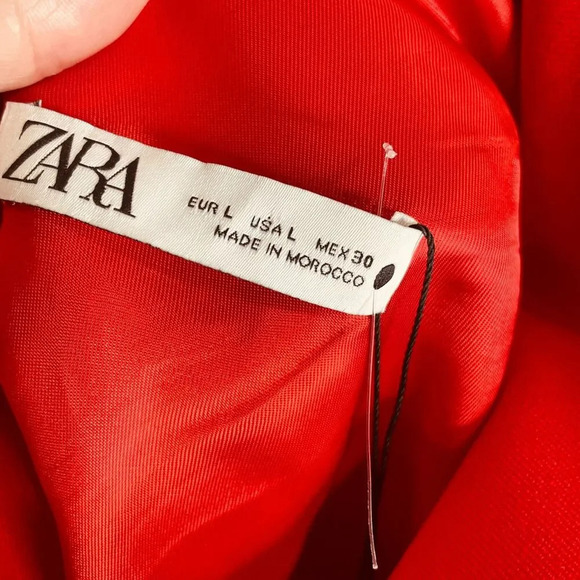 ZARA
EUR L USA L MEX 30
MADE IN MOROCCO